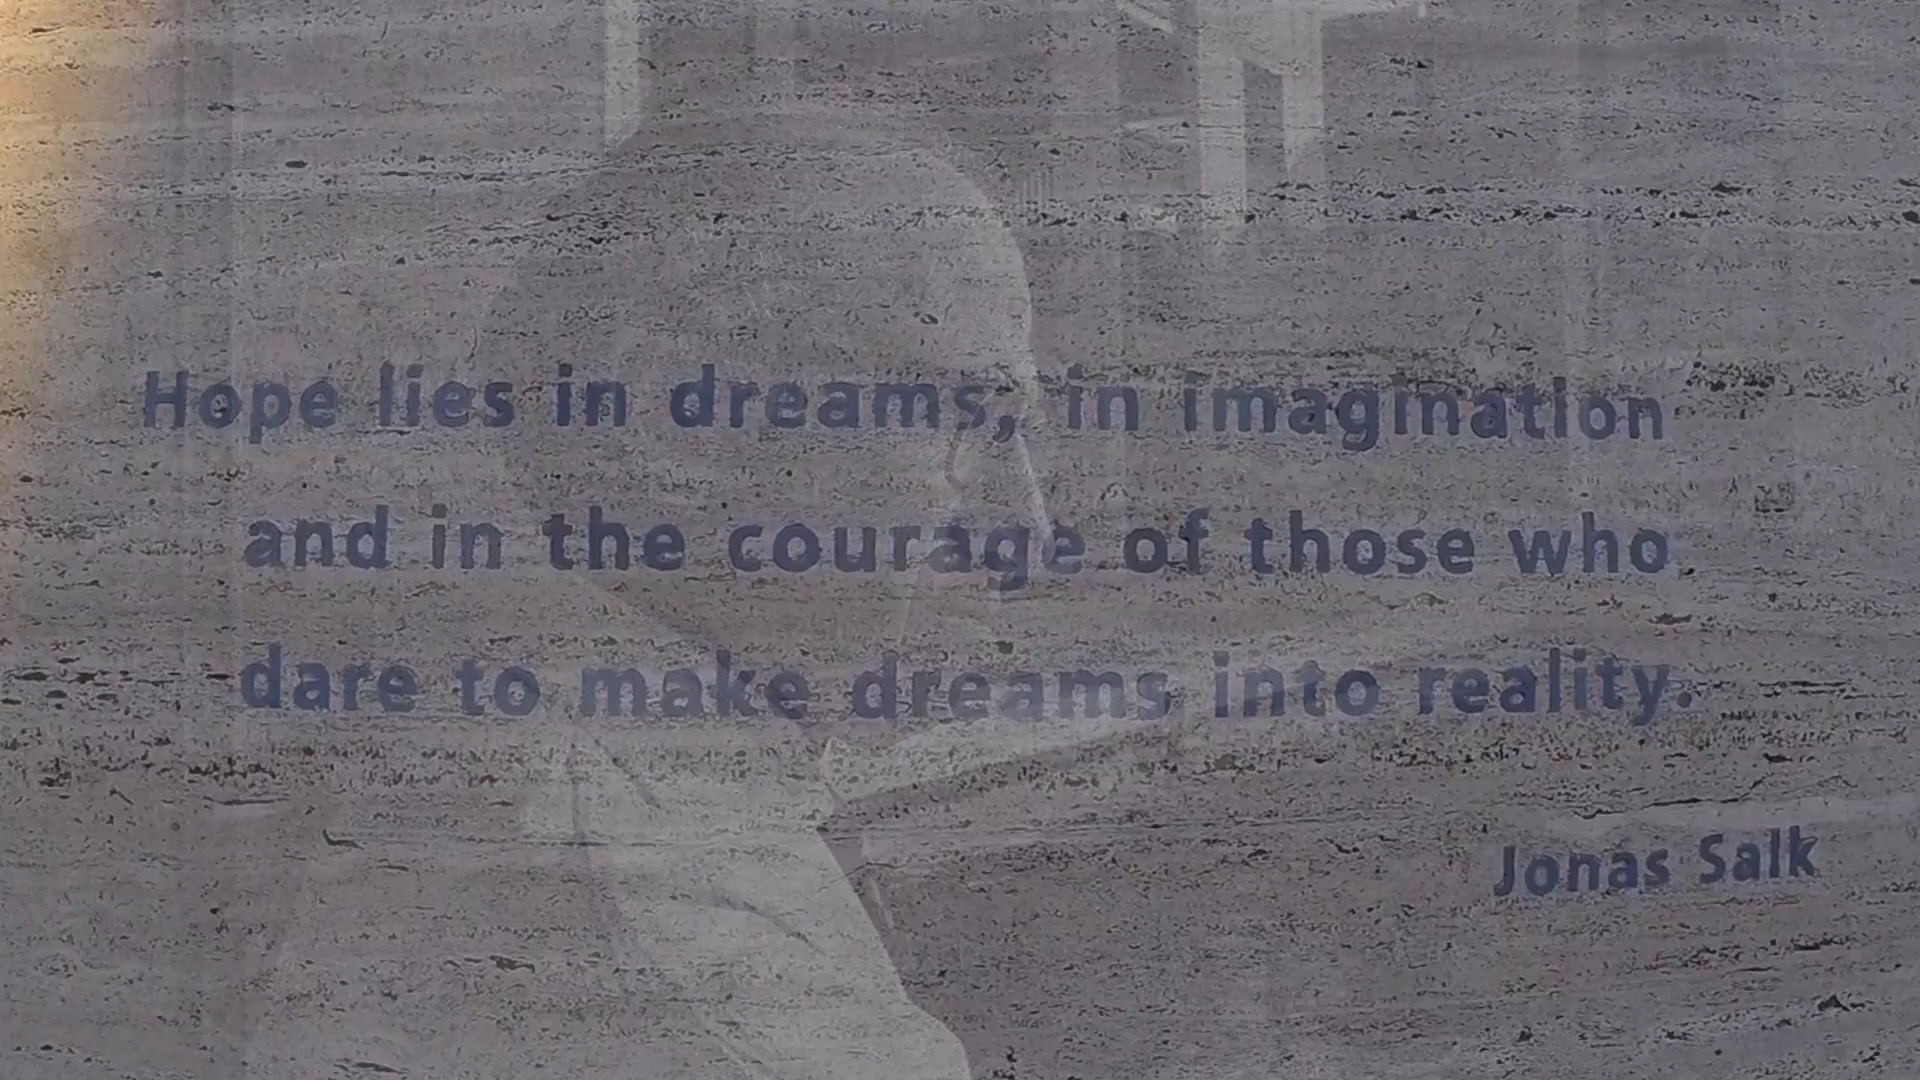 Hope lies in dreams, in imagination
and in the courage of those who
dare to make dreams into reality.
Jonas Salk